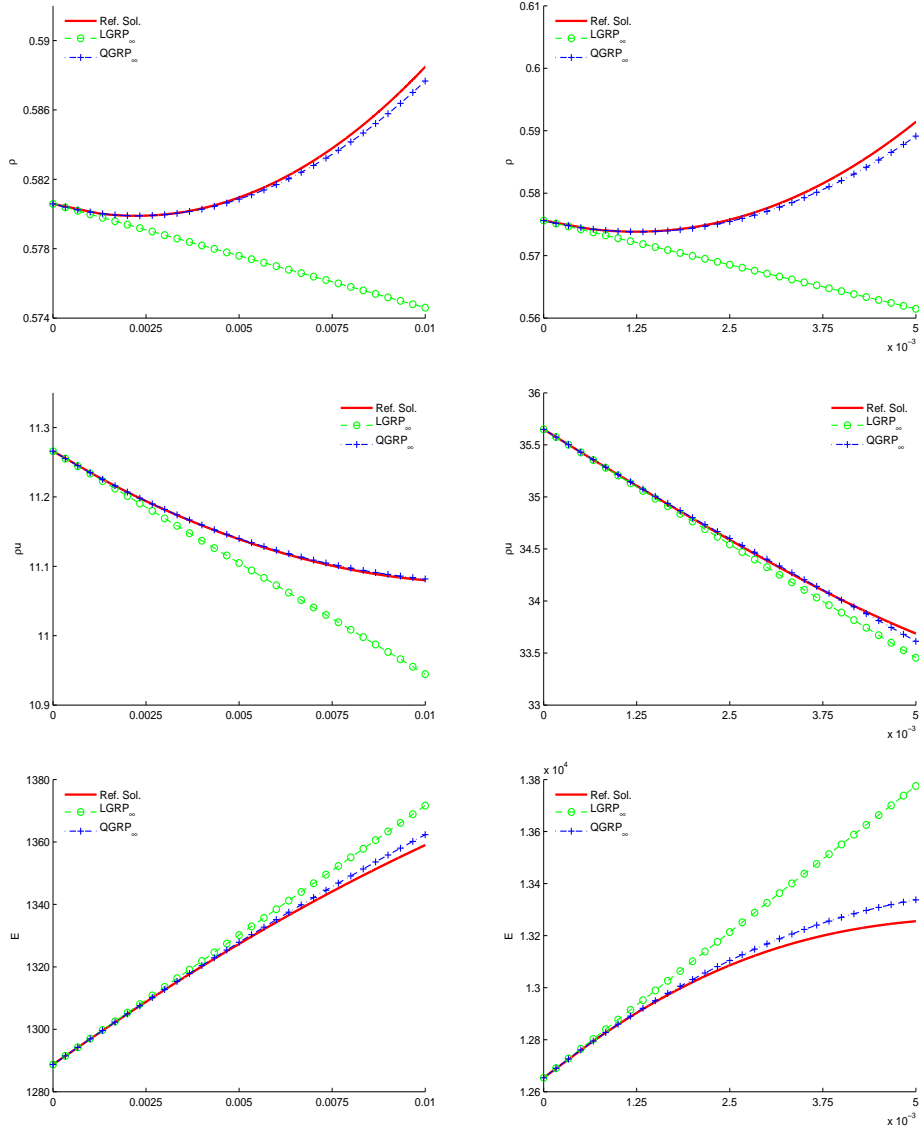 Ref. Sol.
LGRP∞
QGRP∞
0.59
0.586
0.582
0.578
0.574
ρ
0
0.0025
0.005
0.0075
0.01
Ref. Sol.
LGRP∞
QGRP∞
0.61
0.6
0.59
0.58
0.57
0.56
ρ
0
1.25
2.5
3.75
5
x 10⁻³
Ref. Sol.
LGRP∞
QGRP∞
11.3
11.2
11.1
11
10.9
ρu
0
0.0025
0.005
0.0075
0.01
Ref. Sol.
LGRP∞
QGRP∞
36
35.5
35
34.5
34
33.5
33
ρu
0
1.25
2.5
3.75
5
x 10⁻³
Ref. Sol.
LGRP∞
QGRP∞
1380
1360
1340
1320
1300
1280
E
0
0.0025
0.005
0.0075
0.01
x 10⁴
Ref. Sol.
LGRP∞
QGRP∞
1.38
1.36
1.34
1.32
1.3
1.28
1.26
E
0
1.25
2.5
3.75
5
x 10⁻³